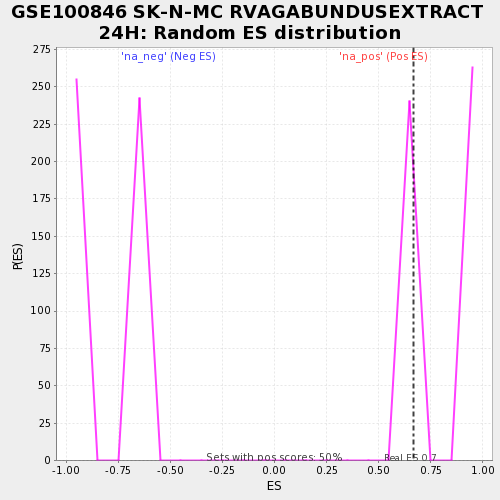 GSE100846 SK-N-MC RVAGABUNDUSEXTRACT
24H: Random ES distribution
'na_neg' (Neg ES)
'na_pos' (Pos ES)
275
250
225
200
175
150
125
100
75
50
25
0
P(ES)
Sets with pos scores: 50%
Real ES 0.7
-1.00
-0.75
-0.50
-0.25
0.00
0.25
0.50
0.75
1.00
ES